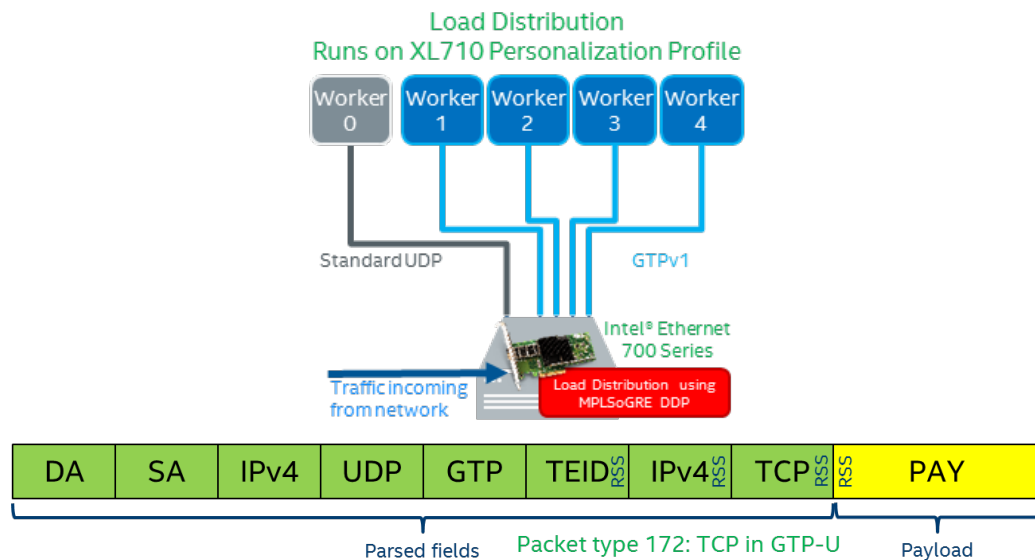 Load Distribution
Runs on XL710 Personalization Profile
Worker 0
Worker 1
Worker 2
Worker 3
Worker 4
Standard UDP
GTPv1
Intel® Ethernet
700 Series
Traffic incoming
from network
Load Distribution using
MPLSoGRE DDP
DA SA IPv4 UDP GTP TEID RSS IPv4 RSS TCP RSS RSS PAY
Parsed fields
Packet type 172: TCP in GTP-U
Payload